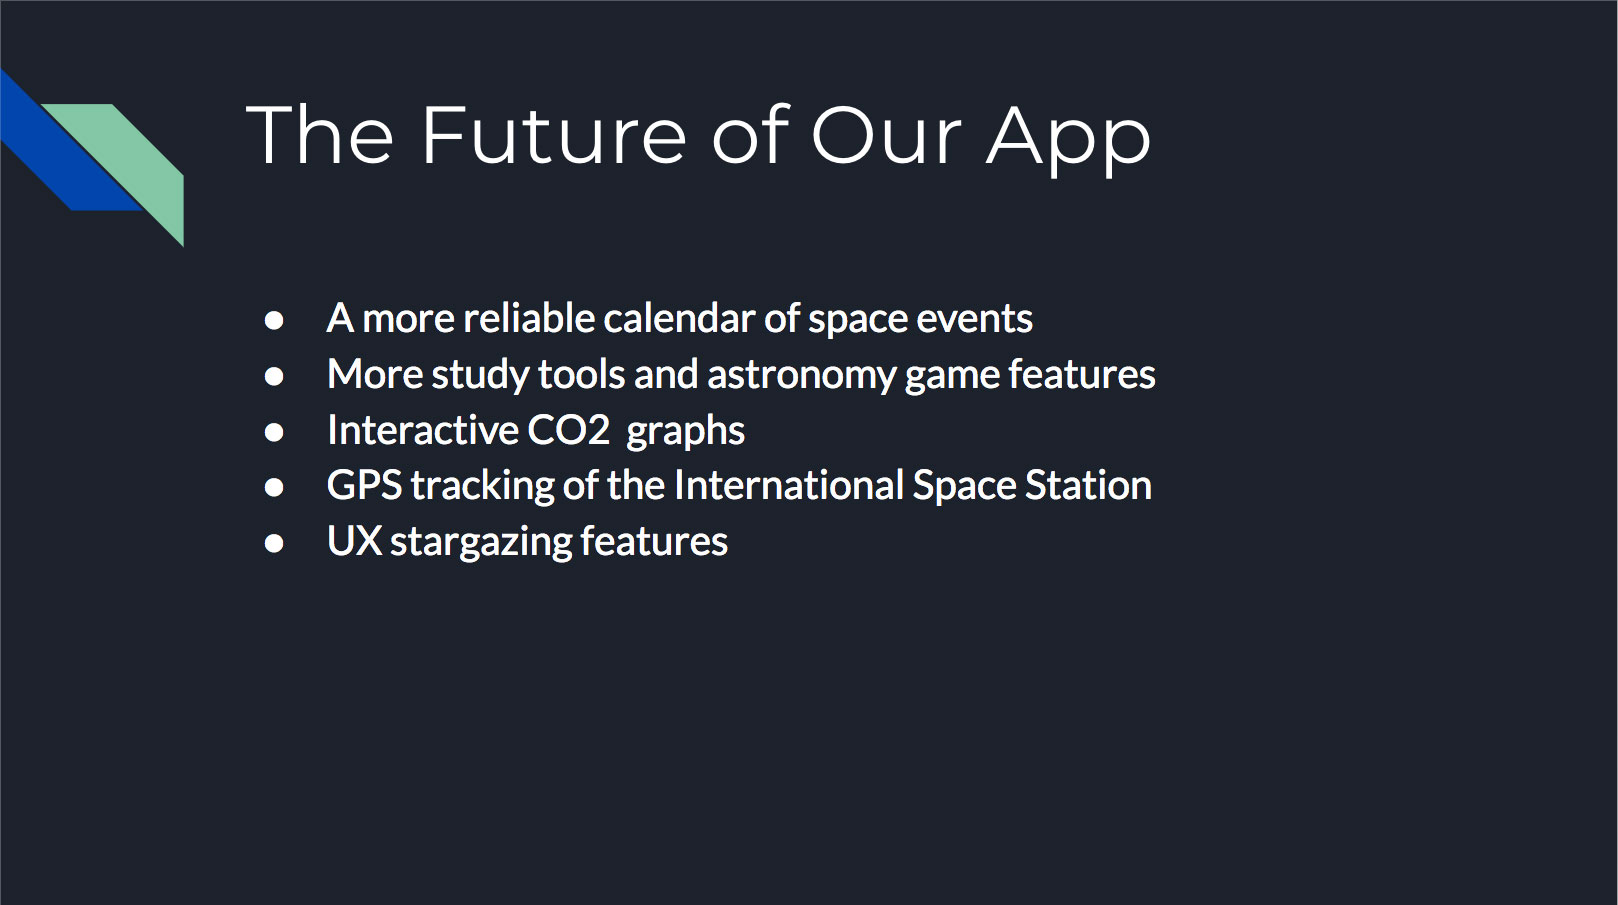 The Future of Our App
● A more reliable calendar of space events
● More study tools and astronomy game features
● Interactive CO2  graphs
● GPS tracking of the International Space Station
● UX stargazing features